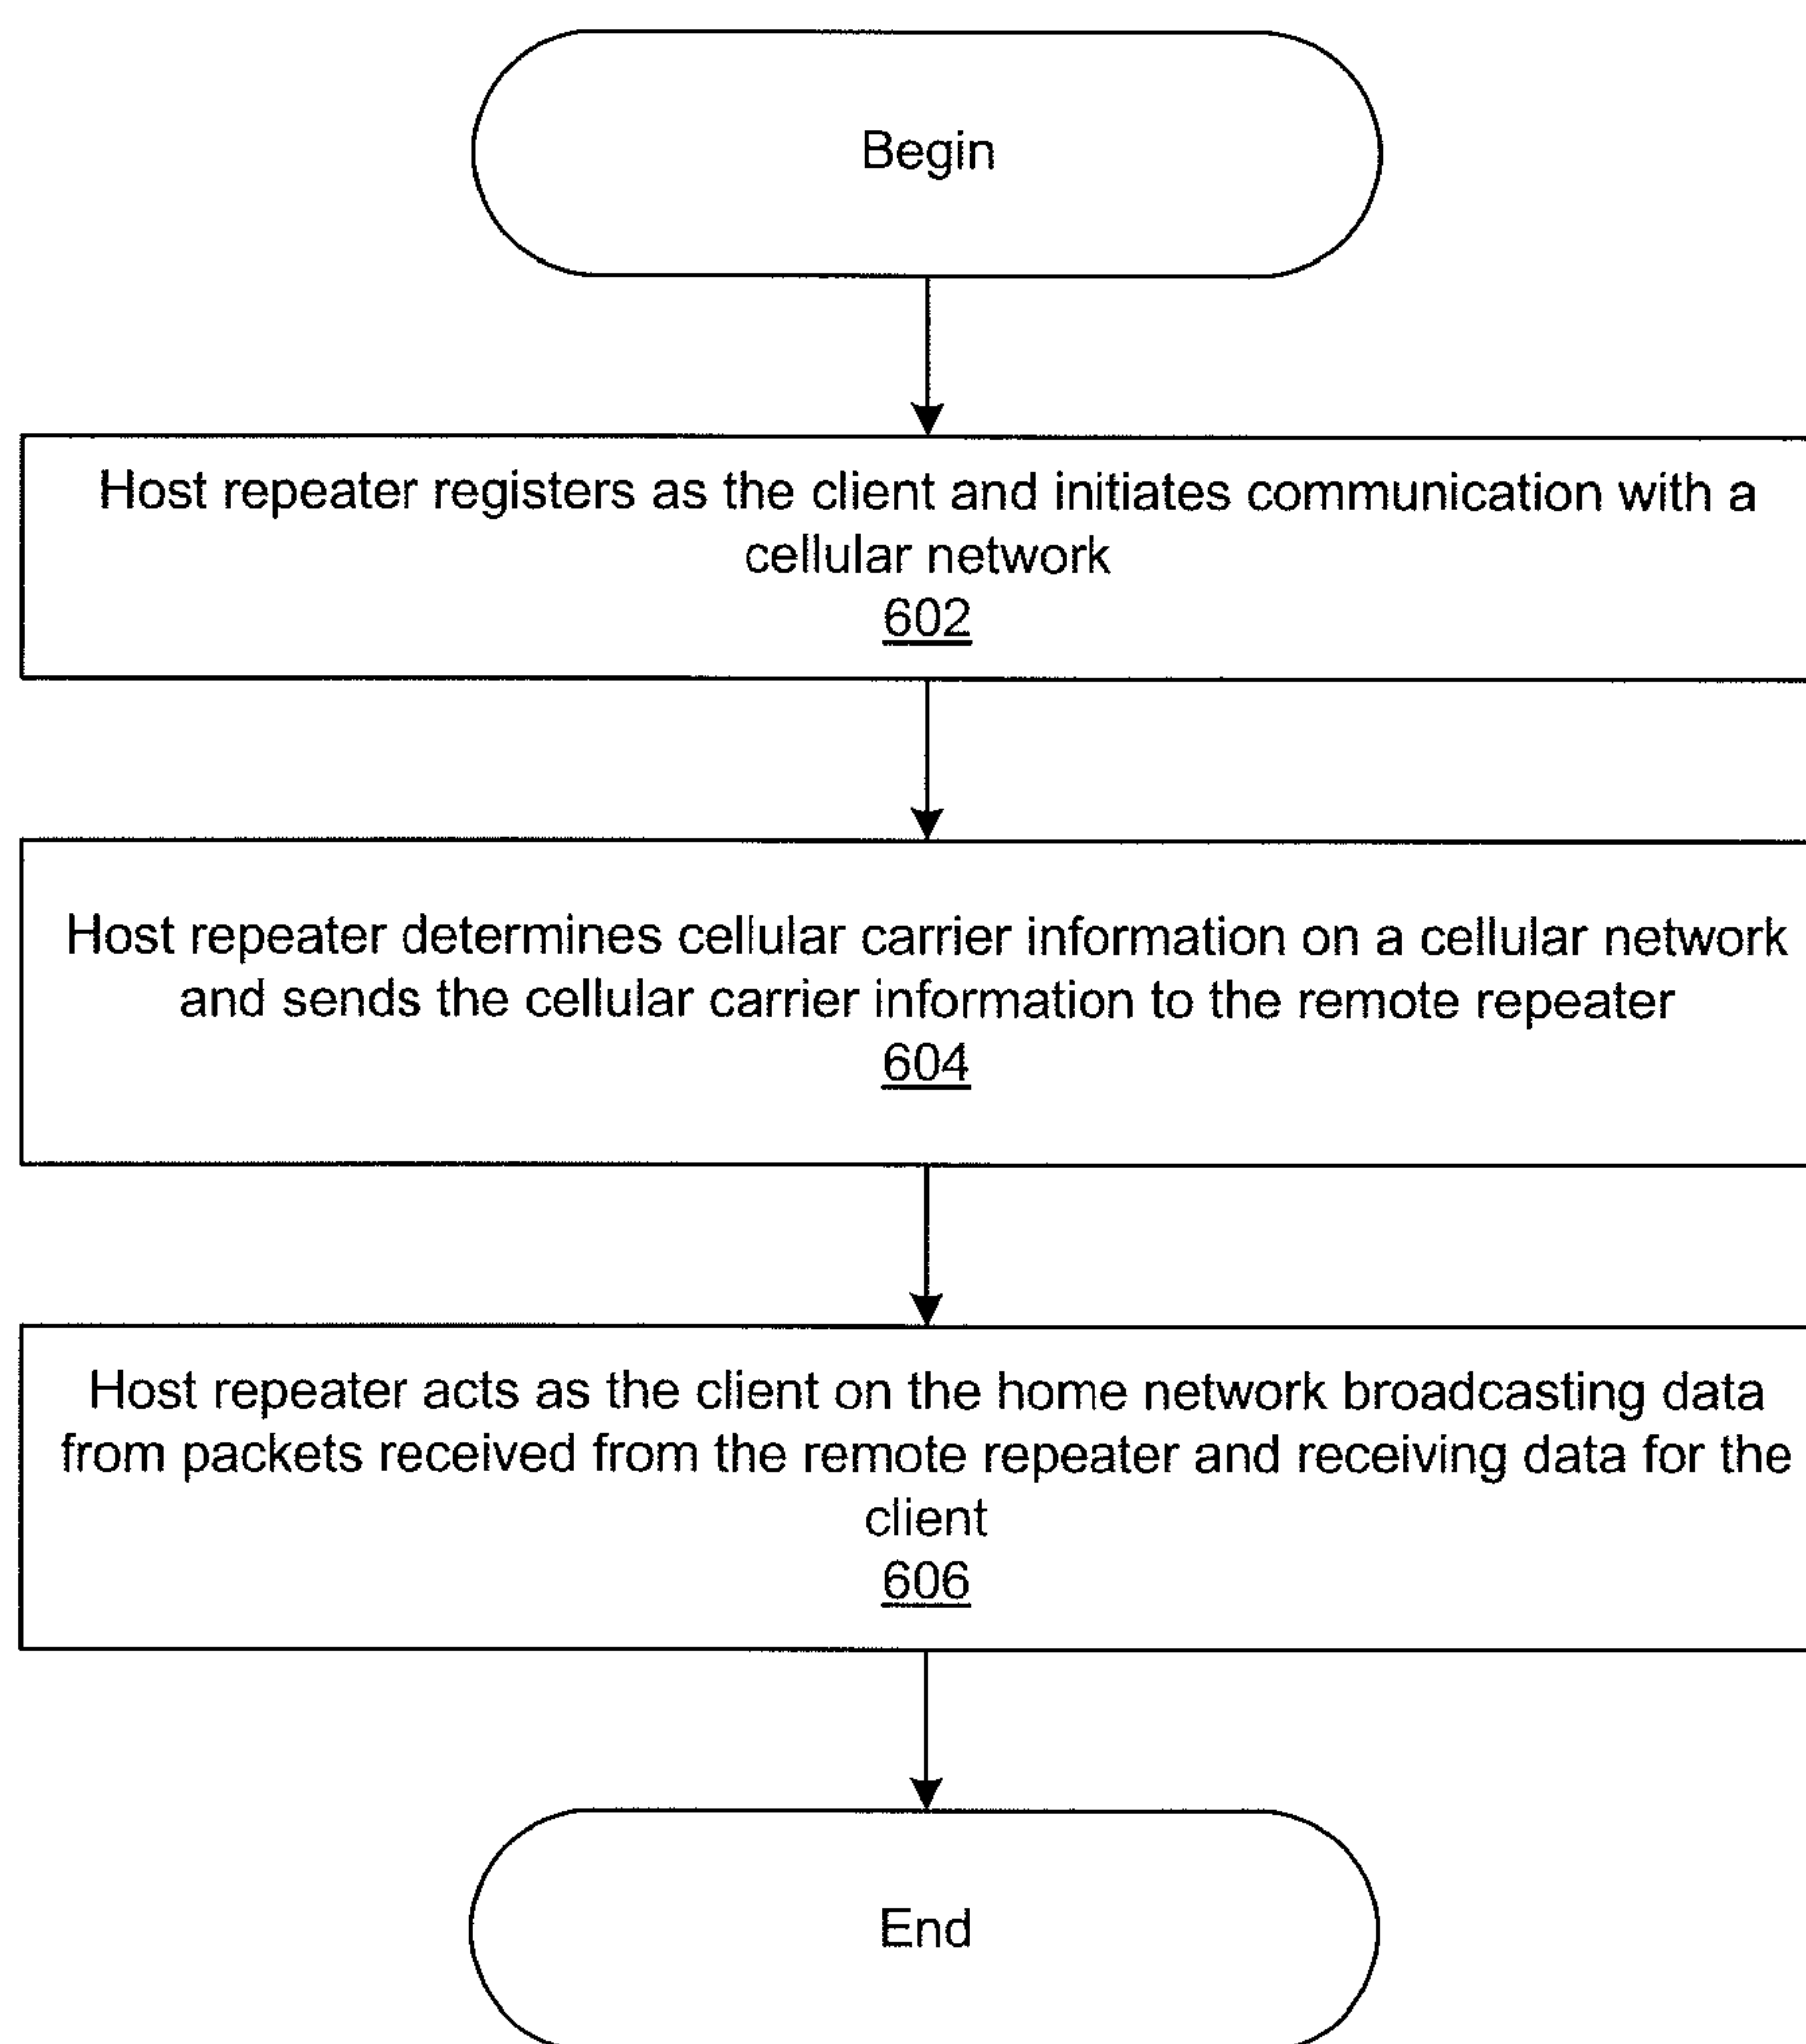 Begin
Host repeater registers as the client and initiates communication with a
cellular network
602
Host repeater determines cellular carrier information on a cellular network
and sends the cellular carrier information to the remote repeater
604
Host repeater acts as the client on the home network broadcasting data
from packets received from the remote repeater and receiving data for the
client
606
End